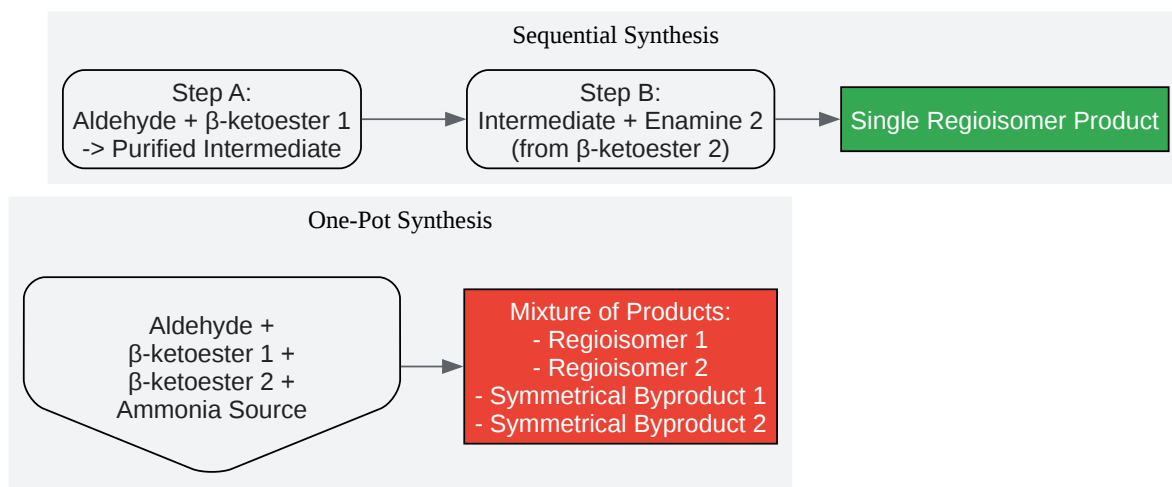 Sequential Synthesis
Step A:
Aldehyde + β-ketoester 1
-> Purified Intermediate
Step B:
Intermediate + Enamine 2
(from β-ketoester 2)
Single Regioisomer Product
One-Pot Synthesis
Aldehyde +
β-ketoester 1 +
β-ketoester 2 +
Ammonia Source
Mixture of Products:
- Regioisomer 1
- Regioisomer 2
- Symmetrical Byproduct 1
- Symmetrical Byproduct 2